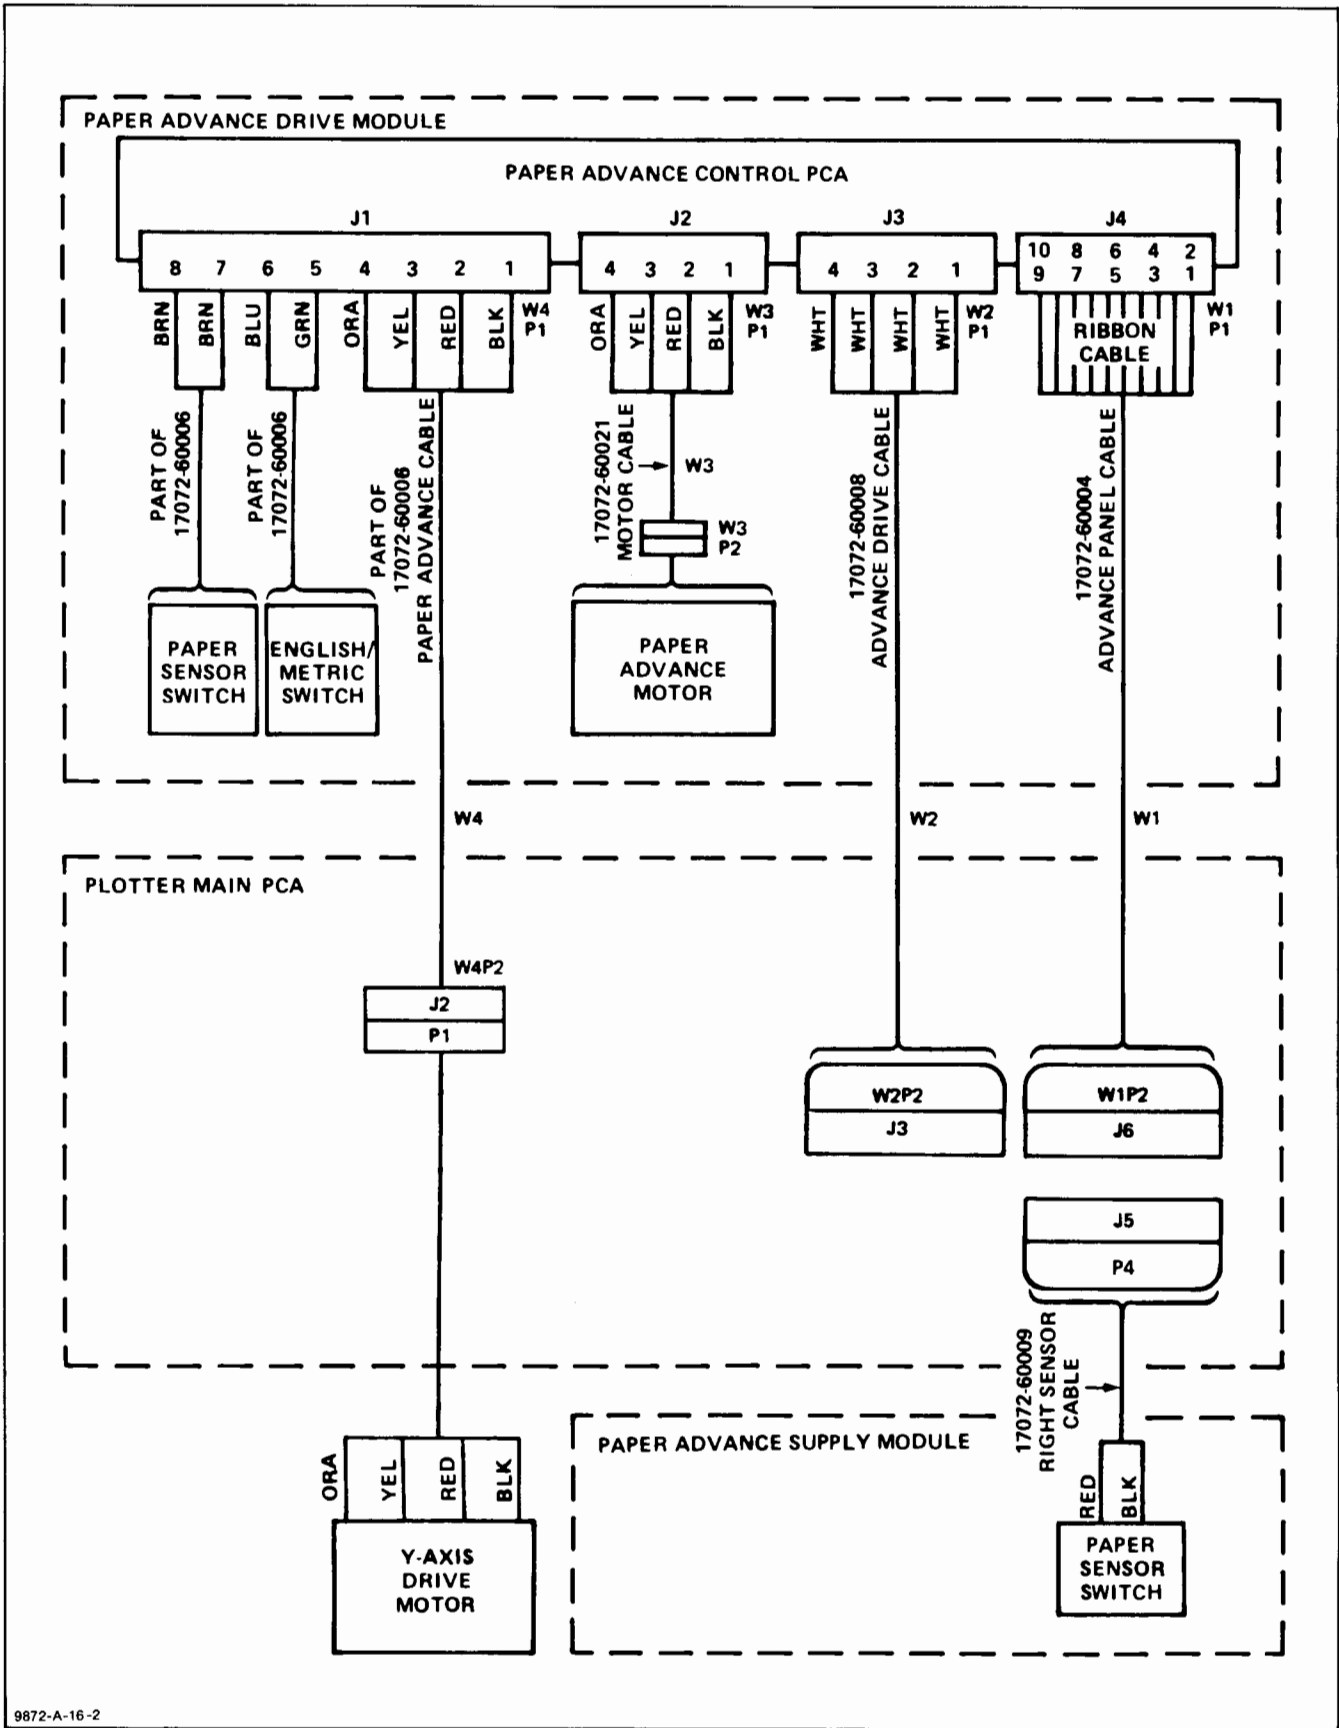 PAPER ADVANCE DRIVE MODULE
PAPER ADVANCE CONTROL PCA
J1
J2
J3
J4
8 7 6 5 4 3 2 1
4 3 2 1
4 3 2 1
10 8 6 4 2
9 7 5 3 1
BRN
BRN
BLU
GRN
ORA
YEL
RED
BLK
W4
P1
ORA
YEL
RED
BLK
W3
P1
WHT
WHT
WHT
WHT
W2
P1
RIBBON
CABLE
W1
P1
PART OF
17072-60006
PART OF
17072-60006
PART OF
17072-60006
PAPER ADVANCE CABLE
17072-60021
MOTOR CABLE
W3
W3
P2
17072-60008
ADVANCE DRIVE CABLE
17072-60004
ADVANCE PANEL CABLE
PAPER
SENSOR
SWITCH
ENGLISH/
METRIC
SWITCH
PAPER
ADVANCE
MOTOR
W4
W2
W1
PLOTTER MAIN PCA
W4P2
J2
P1
W2P2
J3
W1P2
J6
J5
P4
17072-60009
RIGHT SENSOR
CABLE
PAPER ADVANCE SUPPLY MODULE
ORA
YEL
RED
BLK
Y-AXIS
DRIVE
MOTOR
RED
BLK
PAPER
SENSOR
SWITCH
9872-A-16-2